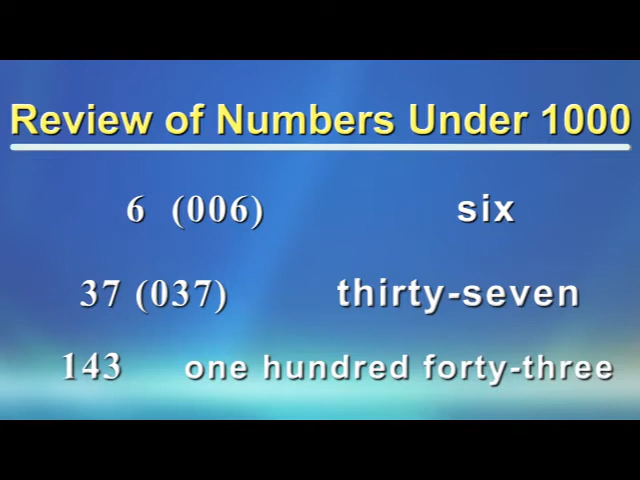 Review of Numbers Under 1000
6 (006) six
37 (037) thirty-seven
143 one hundred forty-three